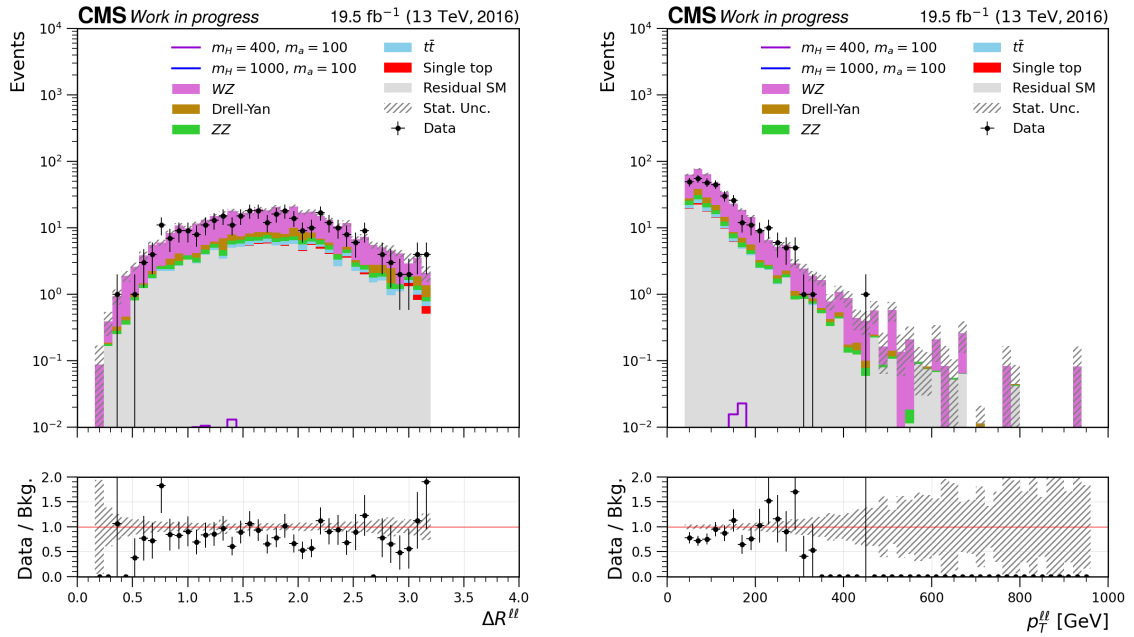 CMS Work in progress 19.5 fb⁻¹ (13 TeV, 2016)
Events
10⁴
10³
10²
10¹
10⁰
10⁻¹
10⁻²
m_H = 400, m_a = 100
m_H = 1000, m_a = 100
WZ
Drell-Yan
ZZ
tt̄
Single top
Residual SM
Stat. Unc.
Data
Data / Bkg.
2.0
1.5
1.0
0.5
0.0
0.0 0.5 1.0 1.5 2.0 2.5 3.0 3.5 4.0
ΔR^ℓℓ
CMS Work in progress 19.5 fb⁻¹ (13 TeV, 2016)
Events
10⁴
10³
10²
10¹
10⁰
10⁻¹
10⁻²
m_H = 400, m_a = 100
m_H = 1000, m_a = 100
WZ
Drell-Yan
ZZ
tt̄
Single top
Residual SM
Stat. Unc.
Data
Data / Bkg.
2.0
1.5
1.0
0.5
0.0
0 200 400 600 800 1000
p_T^ℓℓ [GeV]